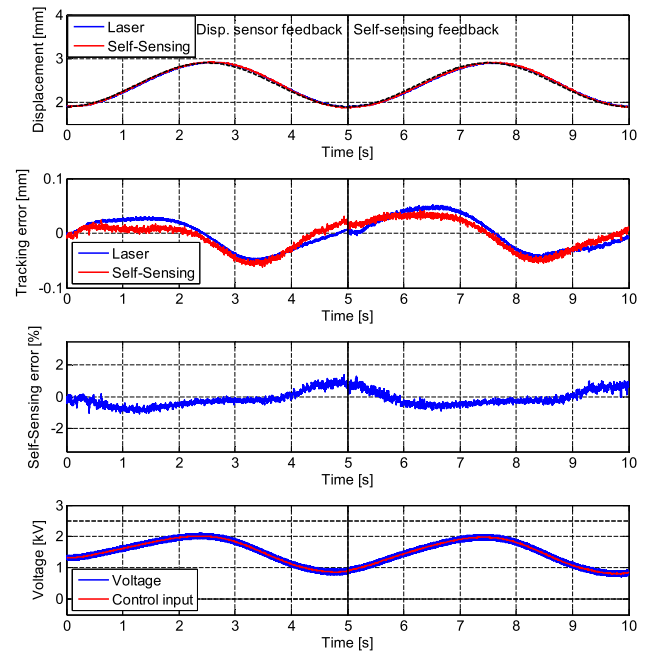 Displacement [mm]
4
3
2
Laser
Self-Sensing
Disp. sensor feedback
Self-sensing feedback
0 1 2 3 4 5 6 7 8 9 10
Time [s]
Tracking error [mm]
0.1
0
-0.1
Laser
Self-Sensing
0 1 2 3 4 5 6 7 8 9 10
Time [s]
Self-Sensing error [%]
2
0
-2
0 1 2 3 4 5 6 7 8 9 10
Time [s]
Voltage [kV]
3
2
1
0
Voltage
Control input
0 1 2 3 4 5 6 7 8 9 10
Time [s]